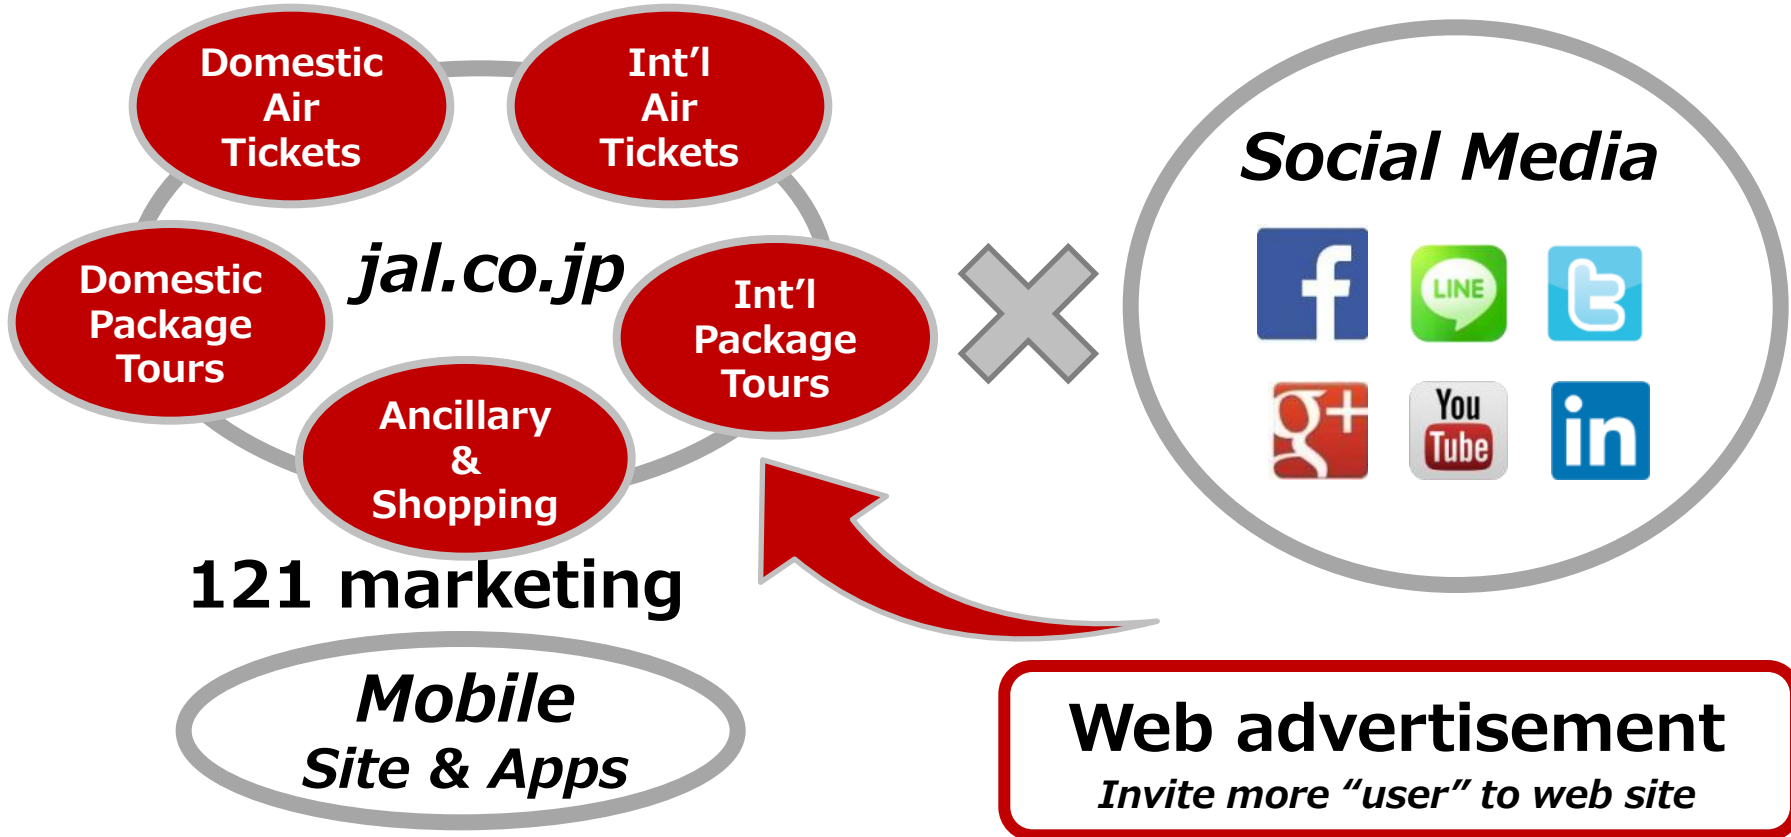 Domestic
Air
Tickets
Int’l
Air
Tickets
jal.co.jp
Domestic
Package
Tours
Int’l
Package
Tours
Ancillary
&
Shopping
121 marketing
Mobile
Site & Apps
Social Media
f
LINE
t
g+
You
Tube
in
Web advertisement
Invite more “user” to web site